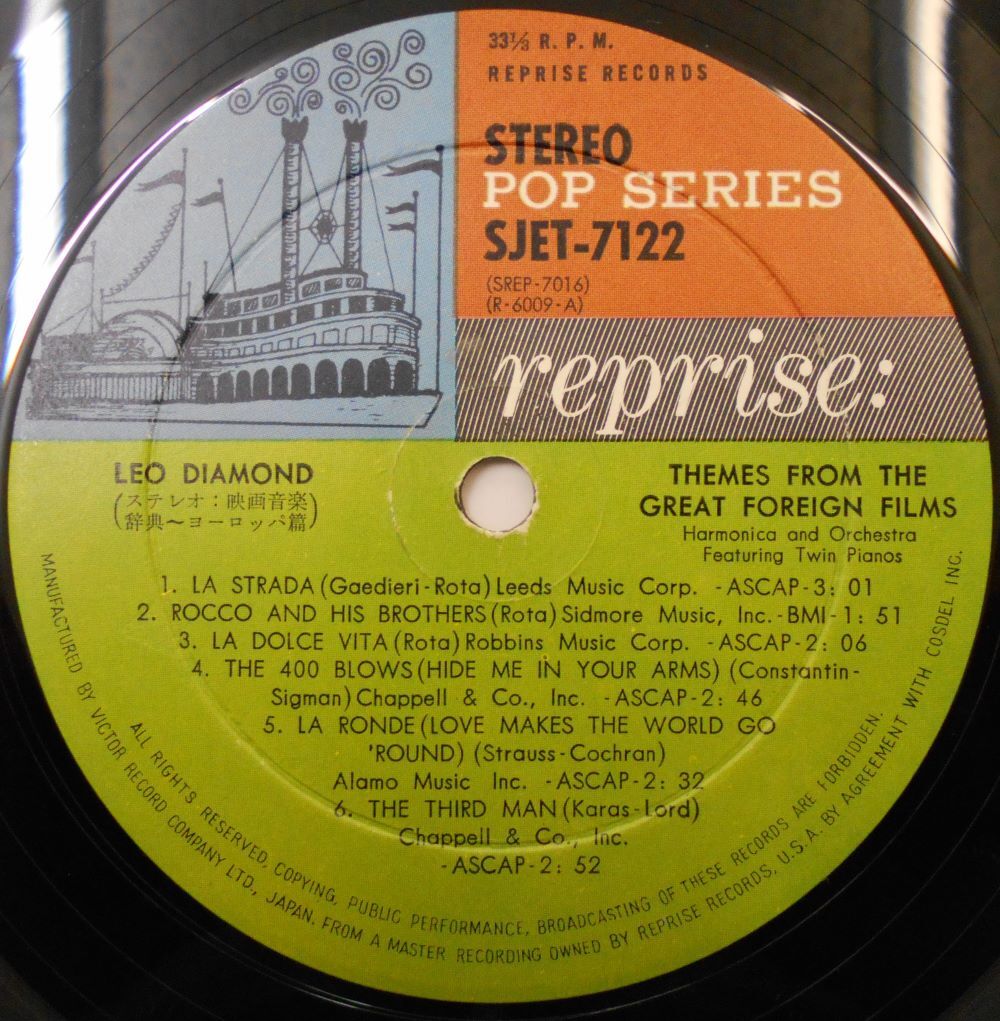 33⅓ R. P. M.
REPRISE RECORDS
STEREO
POP SERIES
SJET-7122
(SREP-7016)
(R-6009-A)
reprise:
LEO DIAMOND
(ステレオ：映画音楽
辞典〜ヨーロッパ篇)
THEMES FROM THE
GREAT FOREIGN FILMS
Harmonica and Orchestra
Featuring Twin Pianos
1. LA STRADA (Gaedieri-Rota) Leeds Music Corp. -ASCAP-3: 01
2. ROCCO AND HIS BROTHERS (Rota) Sidmore Music, Inc.-BMI-1: 51
3. LA DOLCE VITA (Rota) Robbins Music Corp. -ASCAP-2: 06
4. THE 400 BLOWS (HIDE ME IN YOUR ARMS) (Constantin-
Sigman) Chappell & Co., Inc. -ASCAP-2: 46
5. LA RONDE (LOVE MAKES THE WORLD GO
'ROUND) (Strauss-Cochran)
Alamo Music Inc. -ASCAP-2: 32
6. THE THIRD MAN (Karas-Lord)
Chappell & Co., Inc.
-ASCAP-2: 52
ALL RIGHTS RESERVED, COPYING, PUBLIC PERFORMANCE, BROADCASTING OF THESE RECORDS ARE FORBIDDEN.
MANUFACTURED BY VICTOR RECORD COMPANY LTD., JAPAN. FROM A MASTER RECORDING OWNED BY REPRISE RECORDS, U.S.A. BY AGREEMENT WITH COSDEL INC.